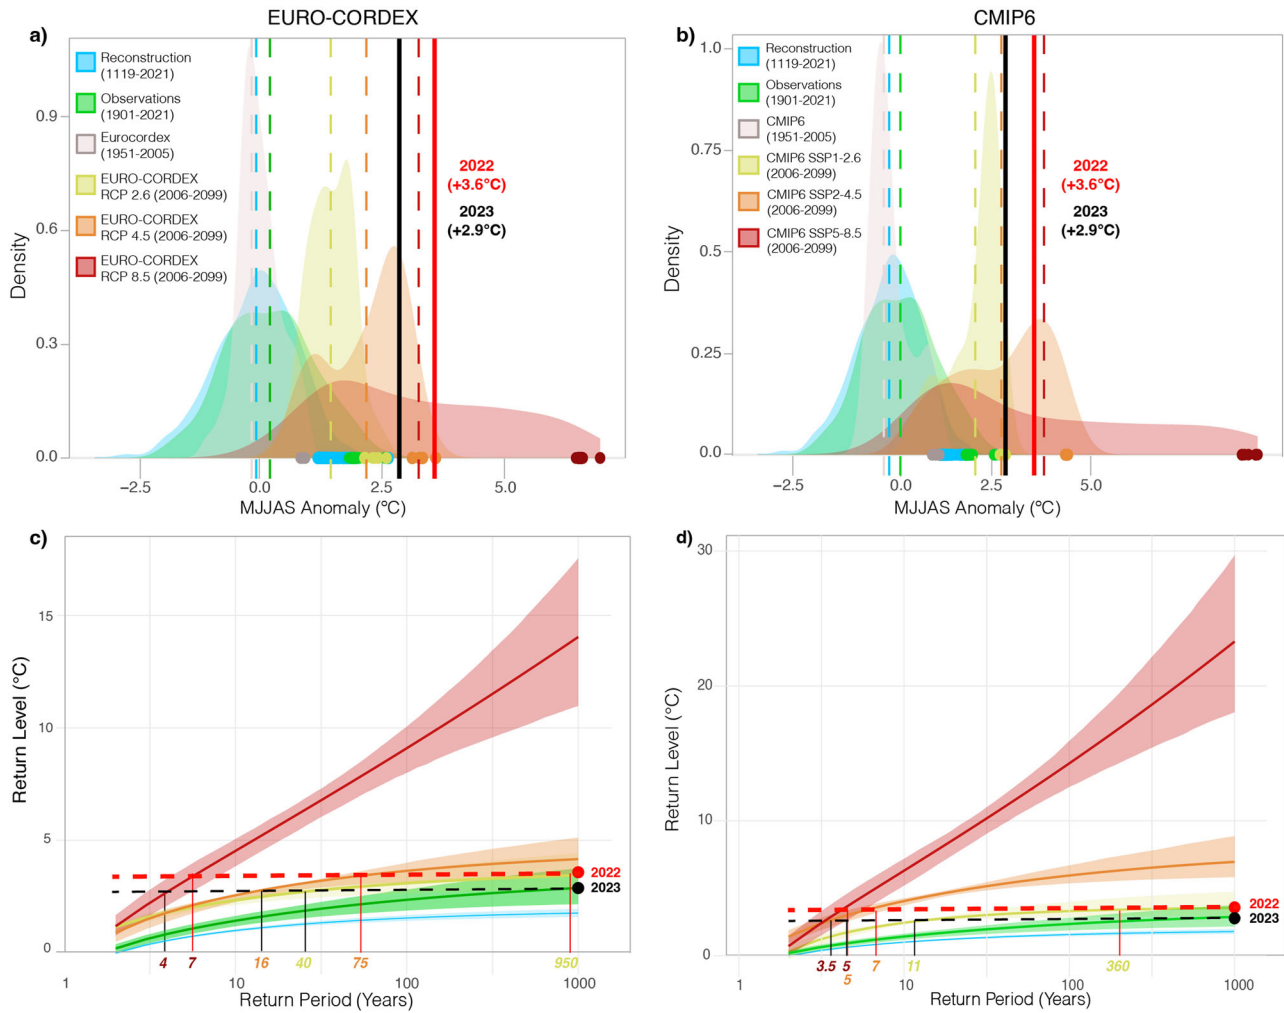 EURO-CORDEX
a)
Reconstruction
(1119-2021)
Observations
(1901-2021)
Eurocordex
(1951-2005)
EURO-CORDEX
RCP 2.6 (2006-2099)
EURO-CORDEX
RCP 4.5 (2006-2099)
EURO-CORDEX
RCP 8.5 (2006-2099)
2022
(+3.6°C)
2023
(+2.9°C)
Density
0.9
0.6
0.3
0.0
−2.5
0.0
2.5
5.0
MJJAS Anomaly (°C)
CMIP6
b)
Reconstruction
(1119-2021)
Observations
(1901-2021)
CMIP6
(1951-2005)
CMIP6 SSP1-2.6
(2006-2099)
CMIP6 SSP2-4.5
(2006-2099)
CMIP6 SSP5-8.5
(2006-2099)
2022
(+3.6°C)
2023
(+2.9°C)
Density
1.0
0.75
0.5
0.25
0.0
−2.5
0.0
2.5
5.0
MJJAS Anomaly (°C)
c)
Return Level (°C)
15
10
5
0
2022
2023
4
7
16
40
75
950
1
10
100
1000
Return Period (Years)
d)
Return Level (°C)
30
20
10
0
2022
2023
3.5
5
5
7
11
360
1
10
100
1000
Return Period (Years)